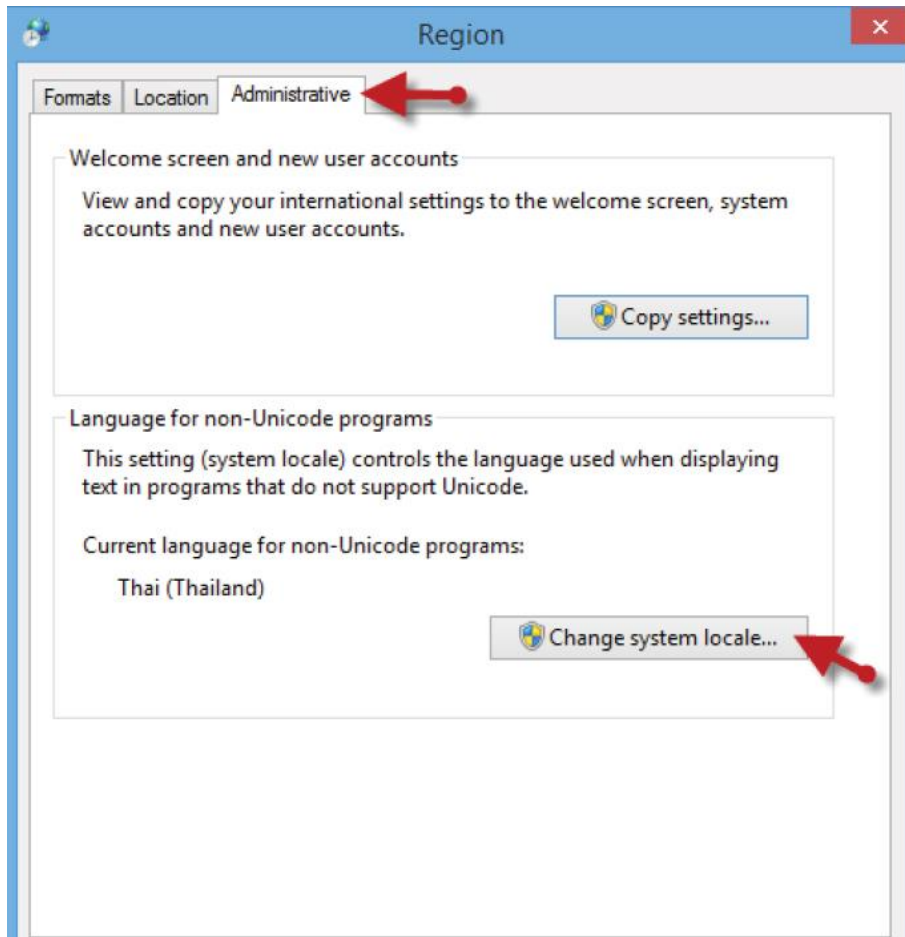 Region
Formats Location Administrative
Welcome screen and new user accounts
View and copy your international settings to the welcome screen, system
accounts and new user accounts.
Copy settings...
Language for non-Unicode programs
This setting (system locale) controls the language used when displaying
text in programs that do not support Unicode.
Current language for non-Unicode programs:
Thai (Thailand)
Change system locale...